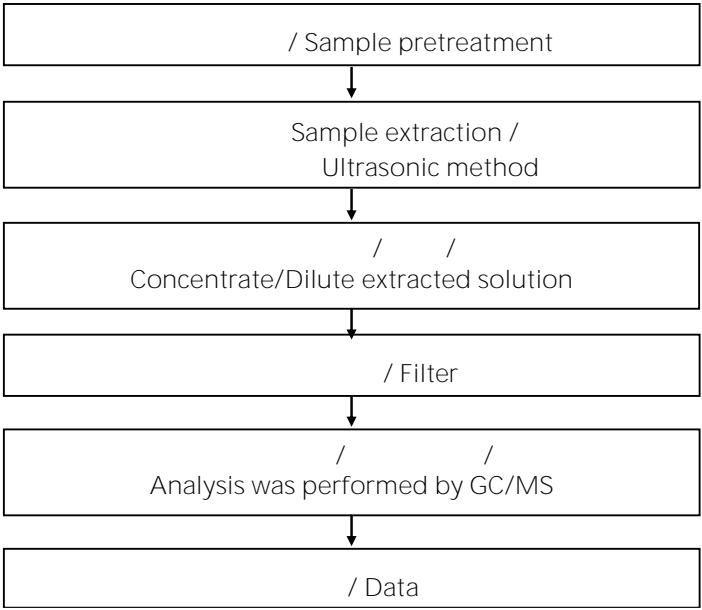 / Sample pretreatment
Sample extraction /
Ultrasonic method
/ /
Concentrate/Dilute extracted solution
/ Filter
/ /
Analysis was performed by GC/MS
/ Data